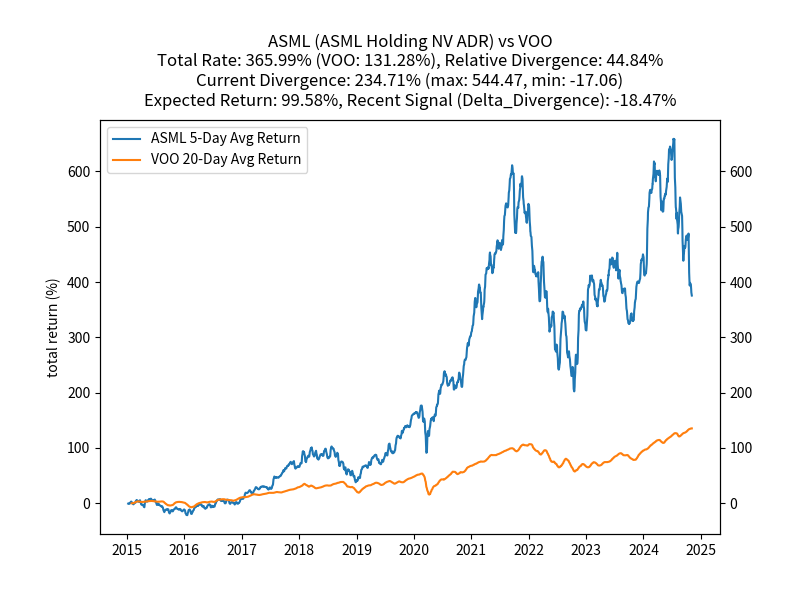 ASML (ASML Holding NV ADR) vs VOO
Total Rate: 365.99% (VOO: 131.28%), Relative Divergence: 44.84%
Current Divergence: 234.71% (max: 544.47, min: -17.06)
Expected Return: 99.58%, Recent Signal (Delta_Divergence): -18.47%
ASML 5-Day Avg Return
VOO 20-Day Avg Return
total return (%)
600 600
500 500
400 400
300 300
200 200
100 100
0 0
2015 2016 2017 2018 2019 2020 2021 2022 2023 2024 2025